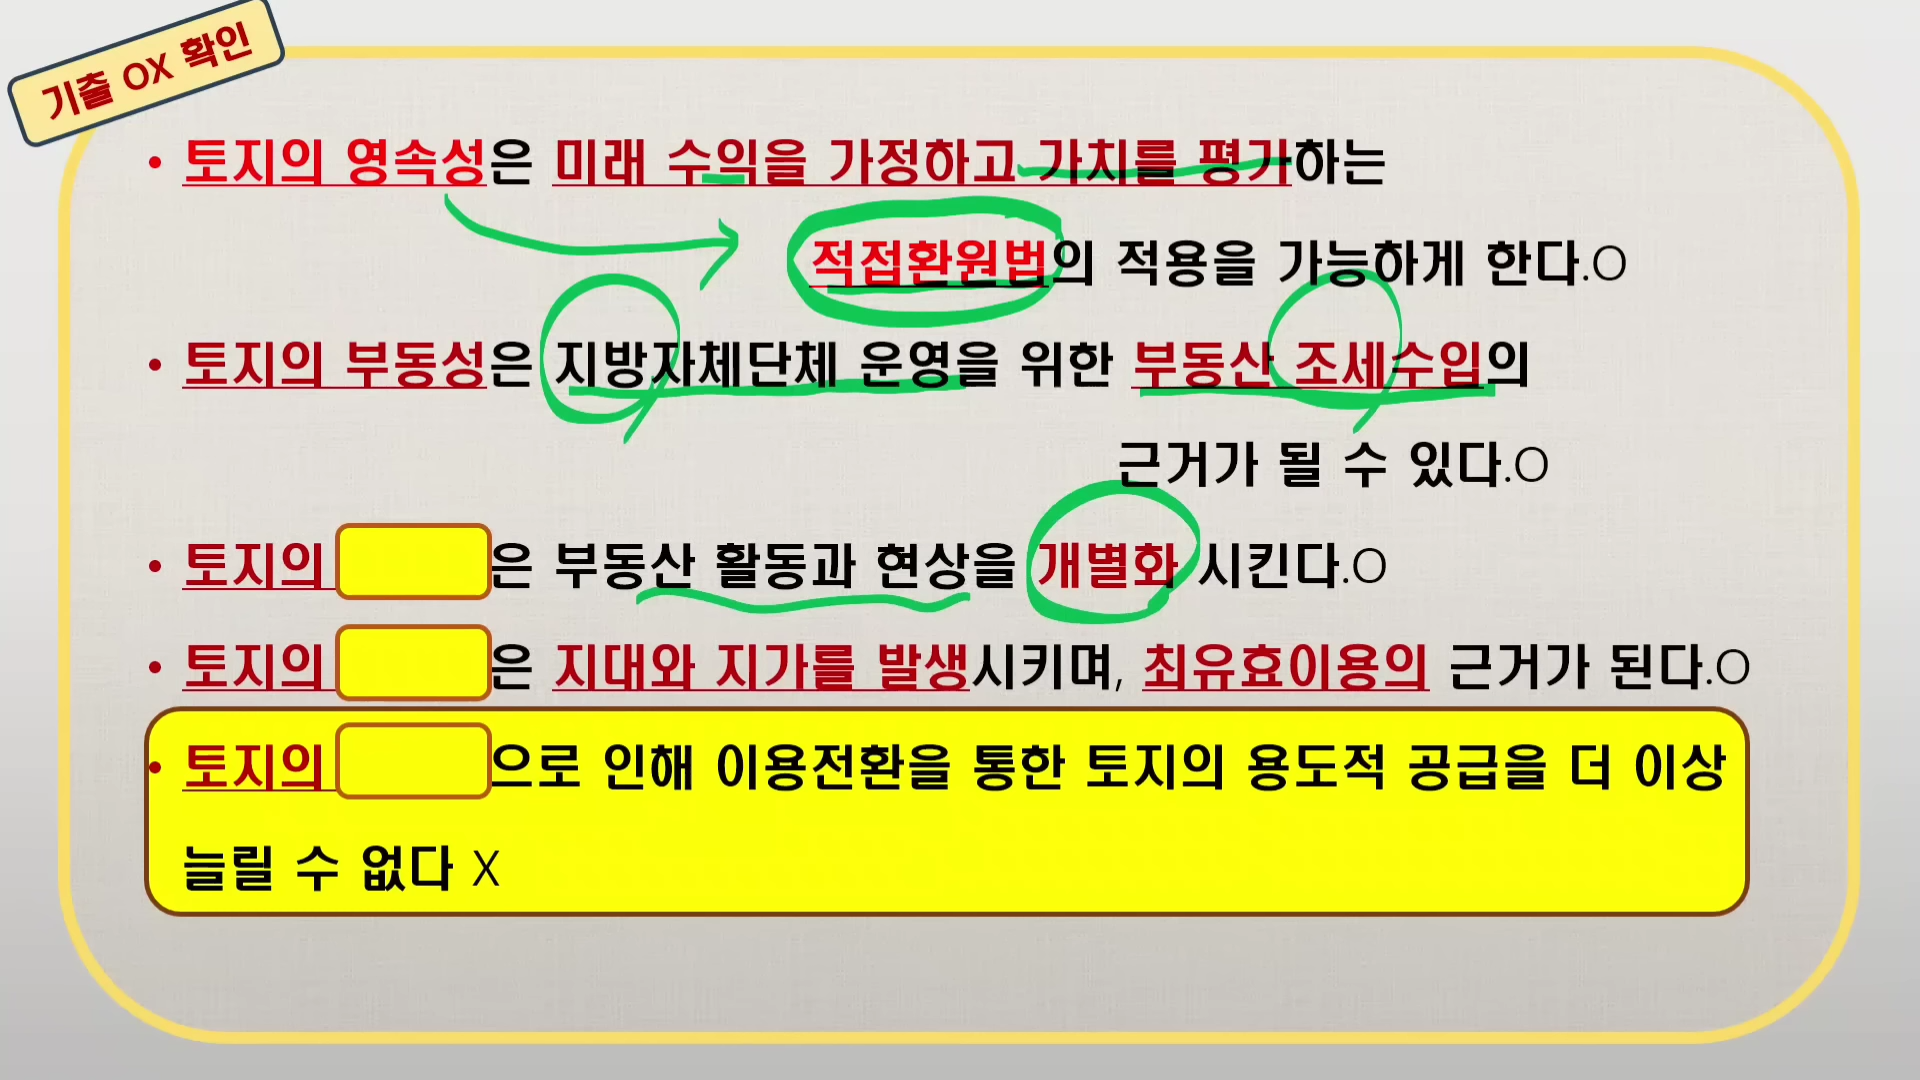 기출 OX 확인
• 토지의 영속성은 미래 수익을 가정하고 가치를 평가하는
적접환원법의 적용을 가능하게 한다.O
• 토지의 부동성은 지방자체단체 운영을 위한 부동산 조세수입의
근거가 될 수 있다.O
• 토지의 은 부동산 활동과 현상을 개별화 시킨다.O
• 토지의 은 지대와 지가를 발생시키며, 최유효이용의 근거가 된다.O
• 토지의 으로 인해 이용전환을 통한 토지의 용도적 공급을 더 이상
늘릴 수 없다 X